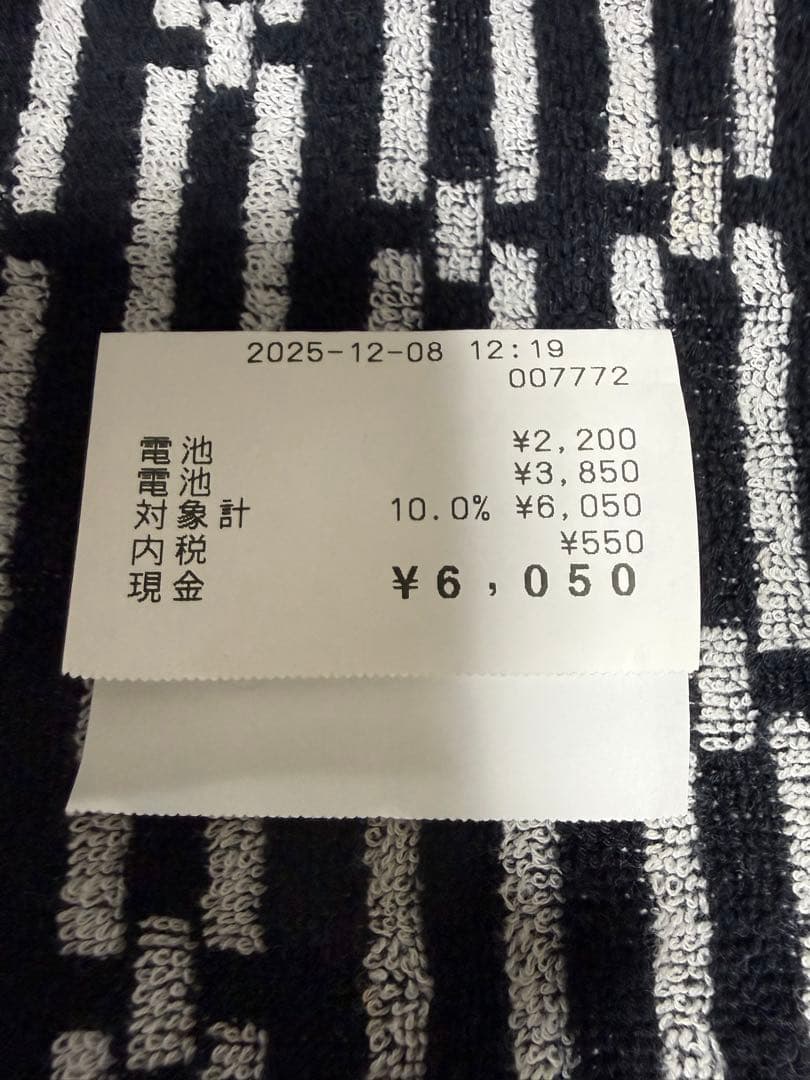 2025-12-08 12:19
007772
電池 ¥2,200
電池 ¥3,850
対象計 10.0% ¥6,050
内税 ¥550
現金 ¥6,050